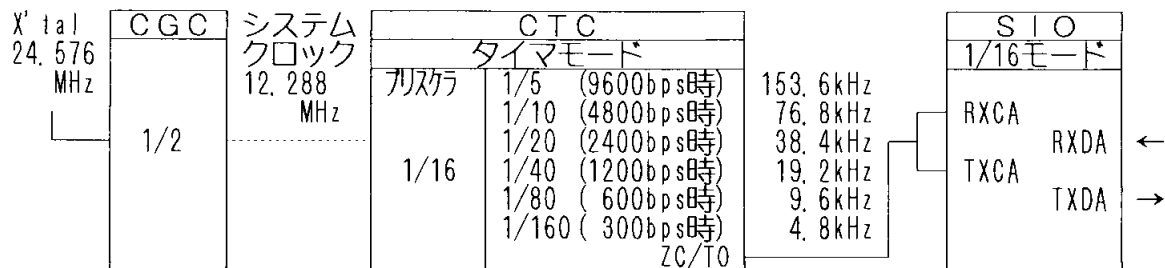 X'tal CGC システム CTC SIO
24.576 クロック タイマモード 1/16モード
MHz 12.288 プリスケラ 1/5 (9600bps時) 153.6kHz
MHz 1/10 (4800bps時) 76.8kHz RXCA
1/2 1/20 (2400bps時) 38.4kHz RXDA ←
1/16 1/40 (1200bps時) 19.2kHz TXCA
1/80 ( 600bps時) 9.6kHz TXDA →
1/160 ( 300bps時) 4.8kHz
ZC/TO